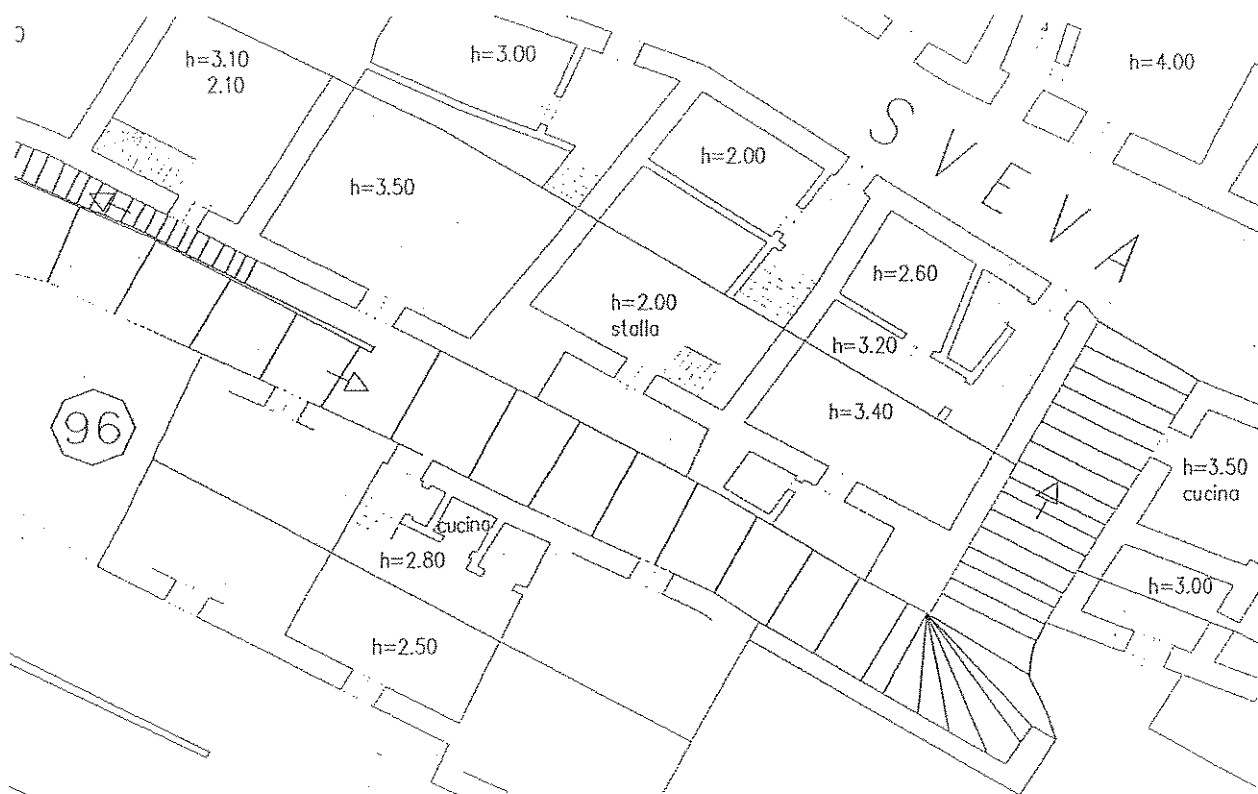 h=3.10
2.10
h=3.00
h=4.00
SVEVA
h=2.00
h=3.50
h=2.60
h=2.00
stalla
h=3.20
h=3.40
96
h=3.50
cucina
cucina
h=2.80
h=3.00
h=2.50